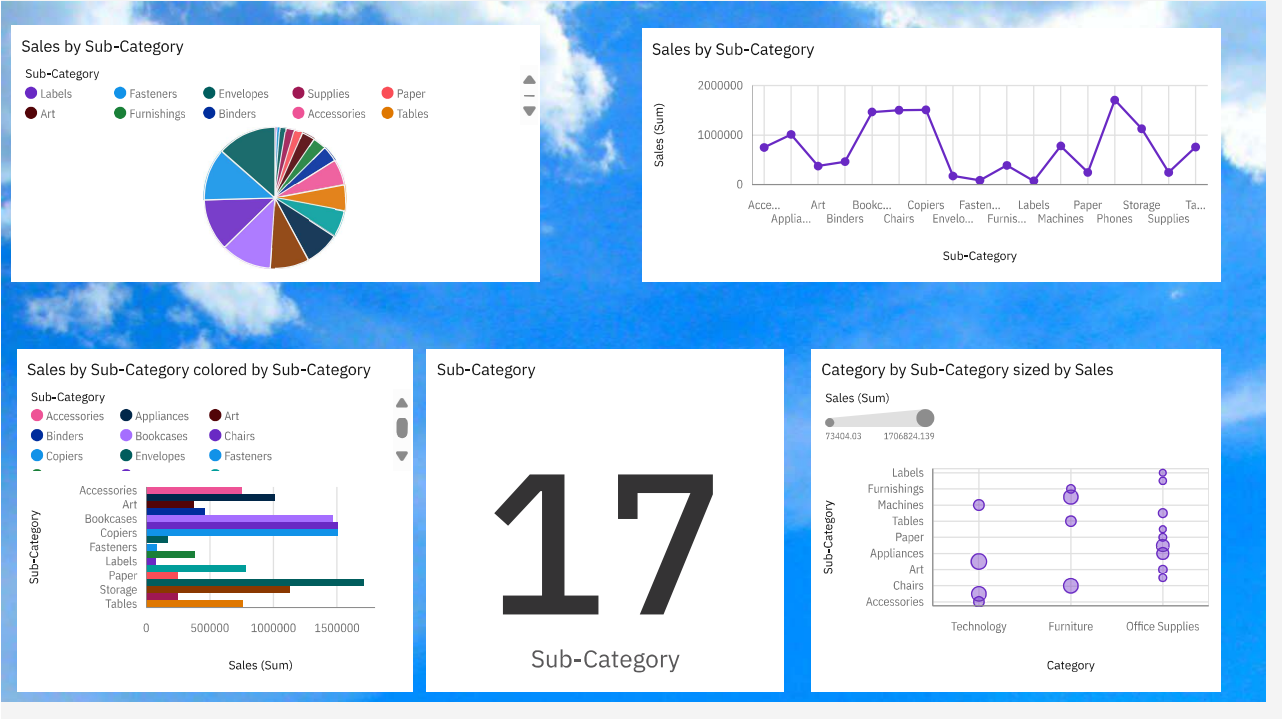 Sales by Sub-Category
Sub-Category
Labels Fasteners Envelopes Supplies Paper
Art Furnishings Binders Accessories Tables
Sales by Sub-Category
Sales (Sum)
2000000
1000000
0
Acce... Art Bookc... Copiers Fasten... Labels Paper Storage Ta...
Applia... Binders Chairs Envelo... Furnis... Machines Phones Supplies
Sub-Category
Sales by Sub-Category colored by Sub-Category
Sub-Category
Accessories Appliances Art
Binders Bookcases Chairs
Copiers Envelopes Fasteners
Sub-Category
Accessories
Art
Bookcases
Copiers
Fasteners
Labels
Paper
Storage
Tables
0 500000 1000000 1500000
Sales (Sum)
Sub-Category
17
Sub-Category
Category by Sub-Category sized by Sales
Sales (Sum)
73404.03 1706824.139
Sub-Category
Labels
Furnishings
Machines
Tables
Paper
Appliances
Art
Chairs
Accessories
Technology Furniture Office Supplies
Category